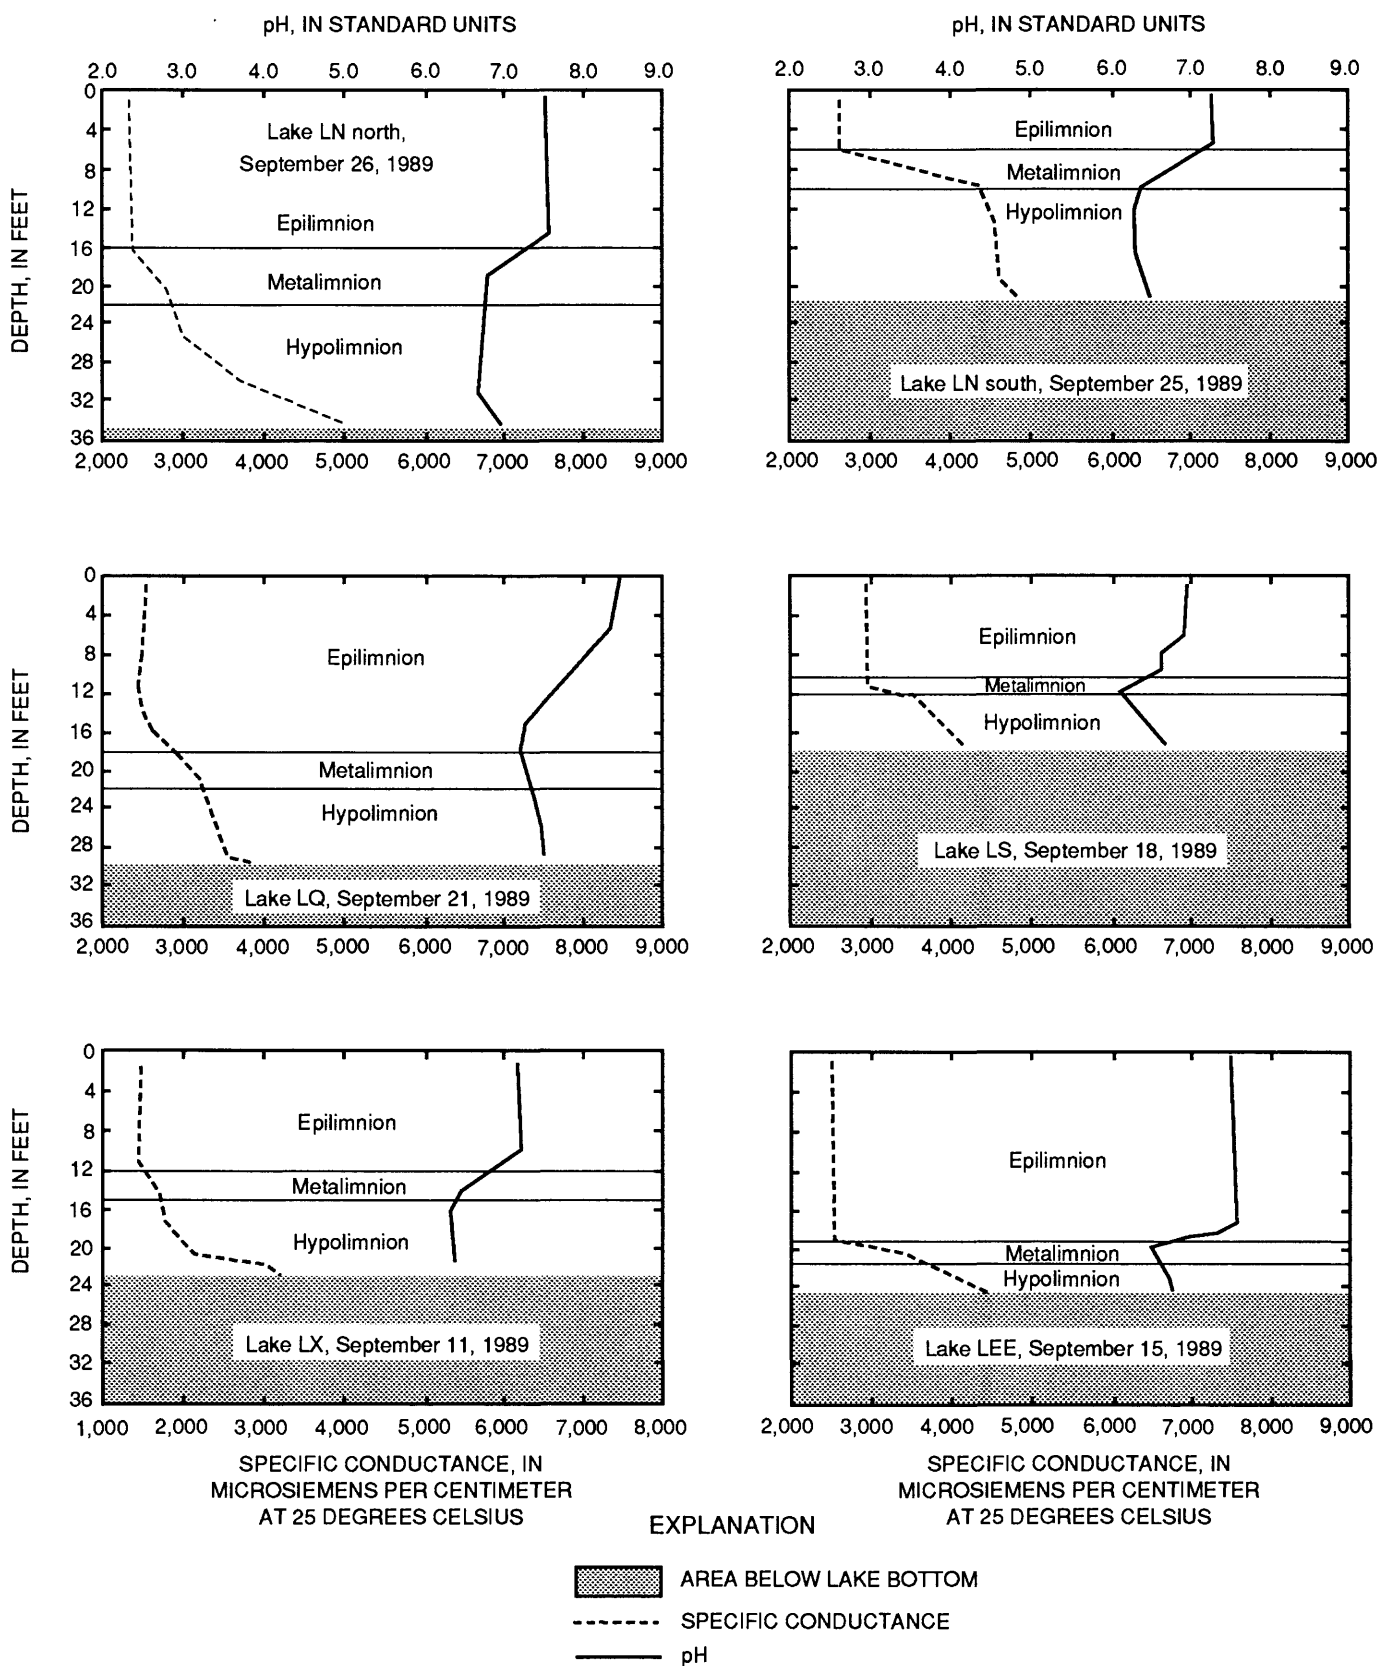 pH, IN STANDARD UNITS
2.0 3.0 4.0 5.0 6.0 7.0 8.0 9.0
0
4
8
12
16
20
24
28
32
36
DEPTH, IN FEET
Lake LN north,
September 26, 1989
Epilimnion
Metalimnion
Hypolimnion
2,000 3,000 4,000 5,000 6,000 7,000 8,000 9,000
pH, IN STANDARD UNITS
2.0 3.0 4.0 5.0 6.0 7.0 8.0 9.0
Epilimnion
Metalimnion
Hypolimnion
Lake LN south, September 25, 1989
2,000 3,000 4,000 5,000 6,000 7,000 8,000 9,000
0
4
8
12
16
20
24
28
32
36
DEPTH, IN FEET
Epilimnion
Metalimnion
Hypolimnion
Lake LQ, September 21, 1989
2,000 3,000 4,000 5,000 6,000 7,000 8,000 9,000
Epilimnion
Metalimnion
Hypolimnion
Lake LS, September 18, 1989
2,000 3,000 4,000 5,000 6,000 7,000 8,000 9,000
0
4
8
12
16
20
24
28
32
36
DEPTH, IN FEET
Epilimnion
Metalimnion
Hypolimnion
Lake LX, September 11, 1989
1,000 2,000 3,000 4,000 5,000 6,000 7,000 8,000
SPECIFIC CONDUCTANCE, IN
MICROSIEMENS PER CENTIMETER
AT 25 DEGREES CELSIUS
Epilimnion
Metalimnion
Hypolimnion
Lake LEE, September 15, 1989
2,000 3,000 4,000 5,000 6,000 7,000 8,000 9,000
SPECIFIC CONDUCTANCE, IN
MICROSIEMENS PER CENTIMETER
AT 25 DEGREES CELSIUS
EXPLANATION
AREA BELOW LAKE BOTTOM
SPECIFIC CONDUCTANCE
pH